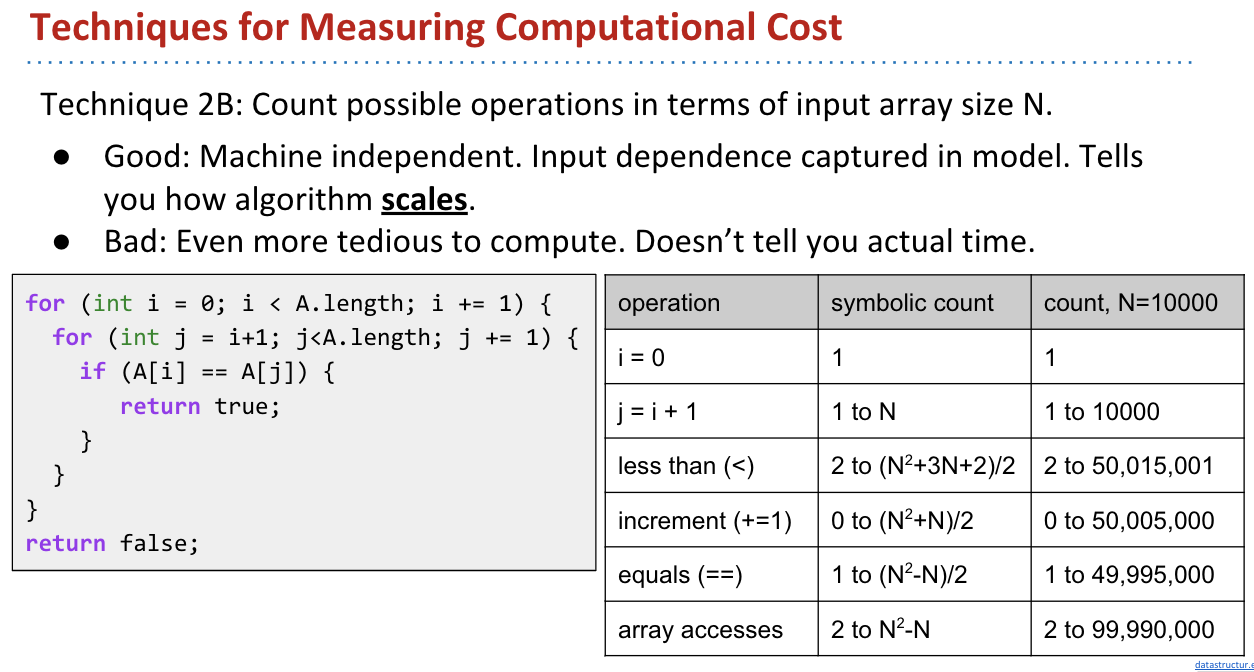 Techniques for Measuring Computational Cost
Technique 2B: Count possible operations in terms of input array size N.
● Good: Machine independent. Input dependence captured in model. Tells
you how algorithm scales.
● Bad: Even more tedious to compute. Doesn’t tell you actual time.
for (int i = 0; i < A.length; i += 1) {
  for (int j = i+1; j<A.length; j += 1) {
    if (A[i] == A[j]) {
       return true;
    }
  }
}
return false;
operation symbolic count count, N=10000
i = 0 1 1
j = i + 1 1 to N 1 to 10000
less than (<) 2 to (N²+3N+2)/2 2 to 50,015,001
increment (+=1) 0 to (N²+N)/2 0 to 50,005,000
equals (==) 1 to (N²-N)/2 1 to 49,995,000
array accesses 2 to N²-N 2 to 99,990,000
datastructur.e